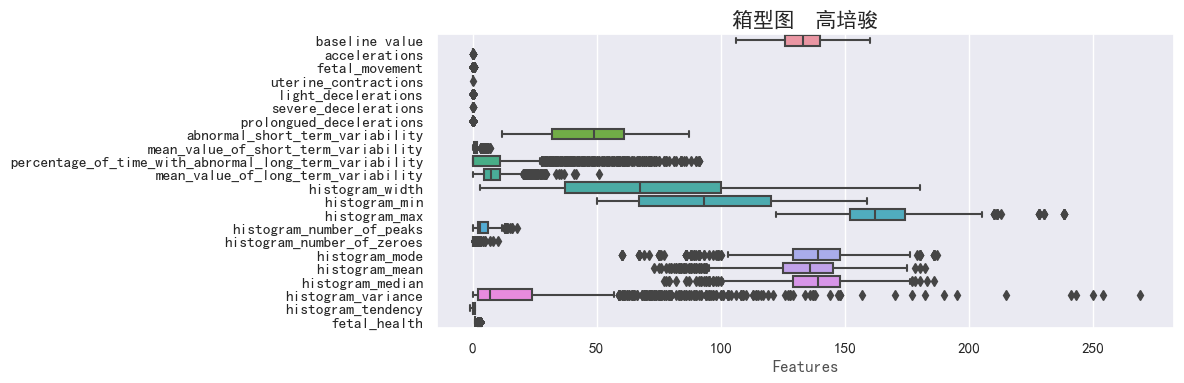 箱型图 高培骏
baseline value
accelerations
fetal_movement
uterine_contractions
light_decelerations
severe_decelerations
prolongued_decelerations
abnormal_short_term_variability
mean_value_of_short_term_variability
percentage_of_time_with_abnormal_long_term_variability
mean_value_of_long_term_variability
histogram_width
histogram_min
histogram_max
histogram_number_of_peaks
histogram_number_of_zeroes
histogram_mode
histogram_mean
histogram_median
histogram_variance
histogram_tendency
fetal_health
0 50 100 150 200 250
Features